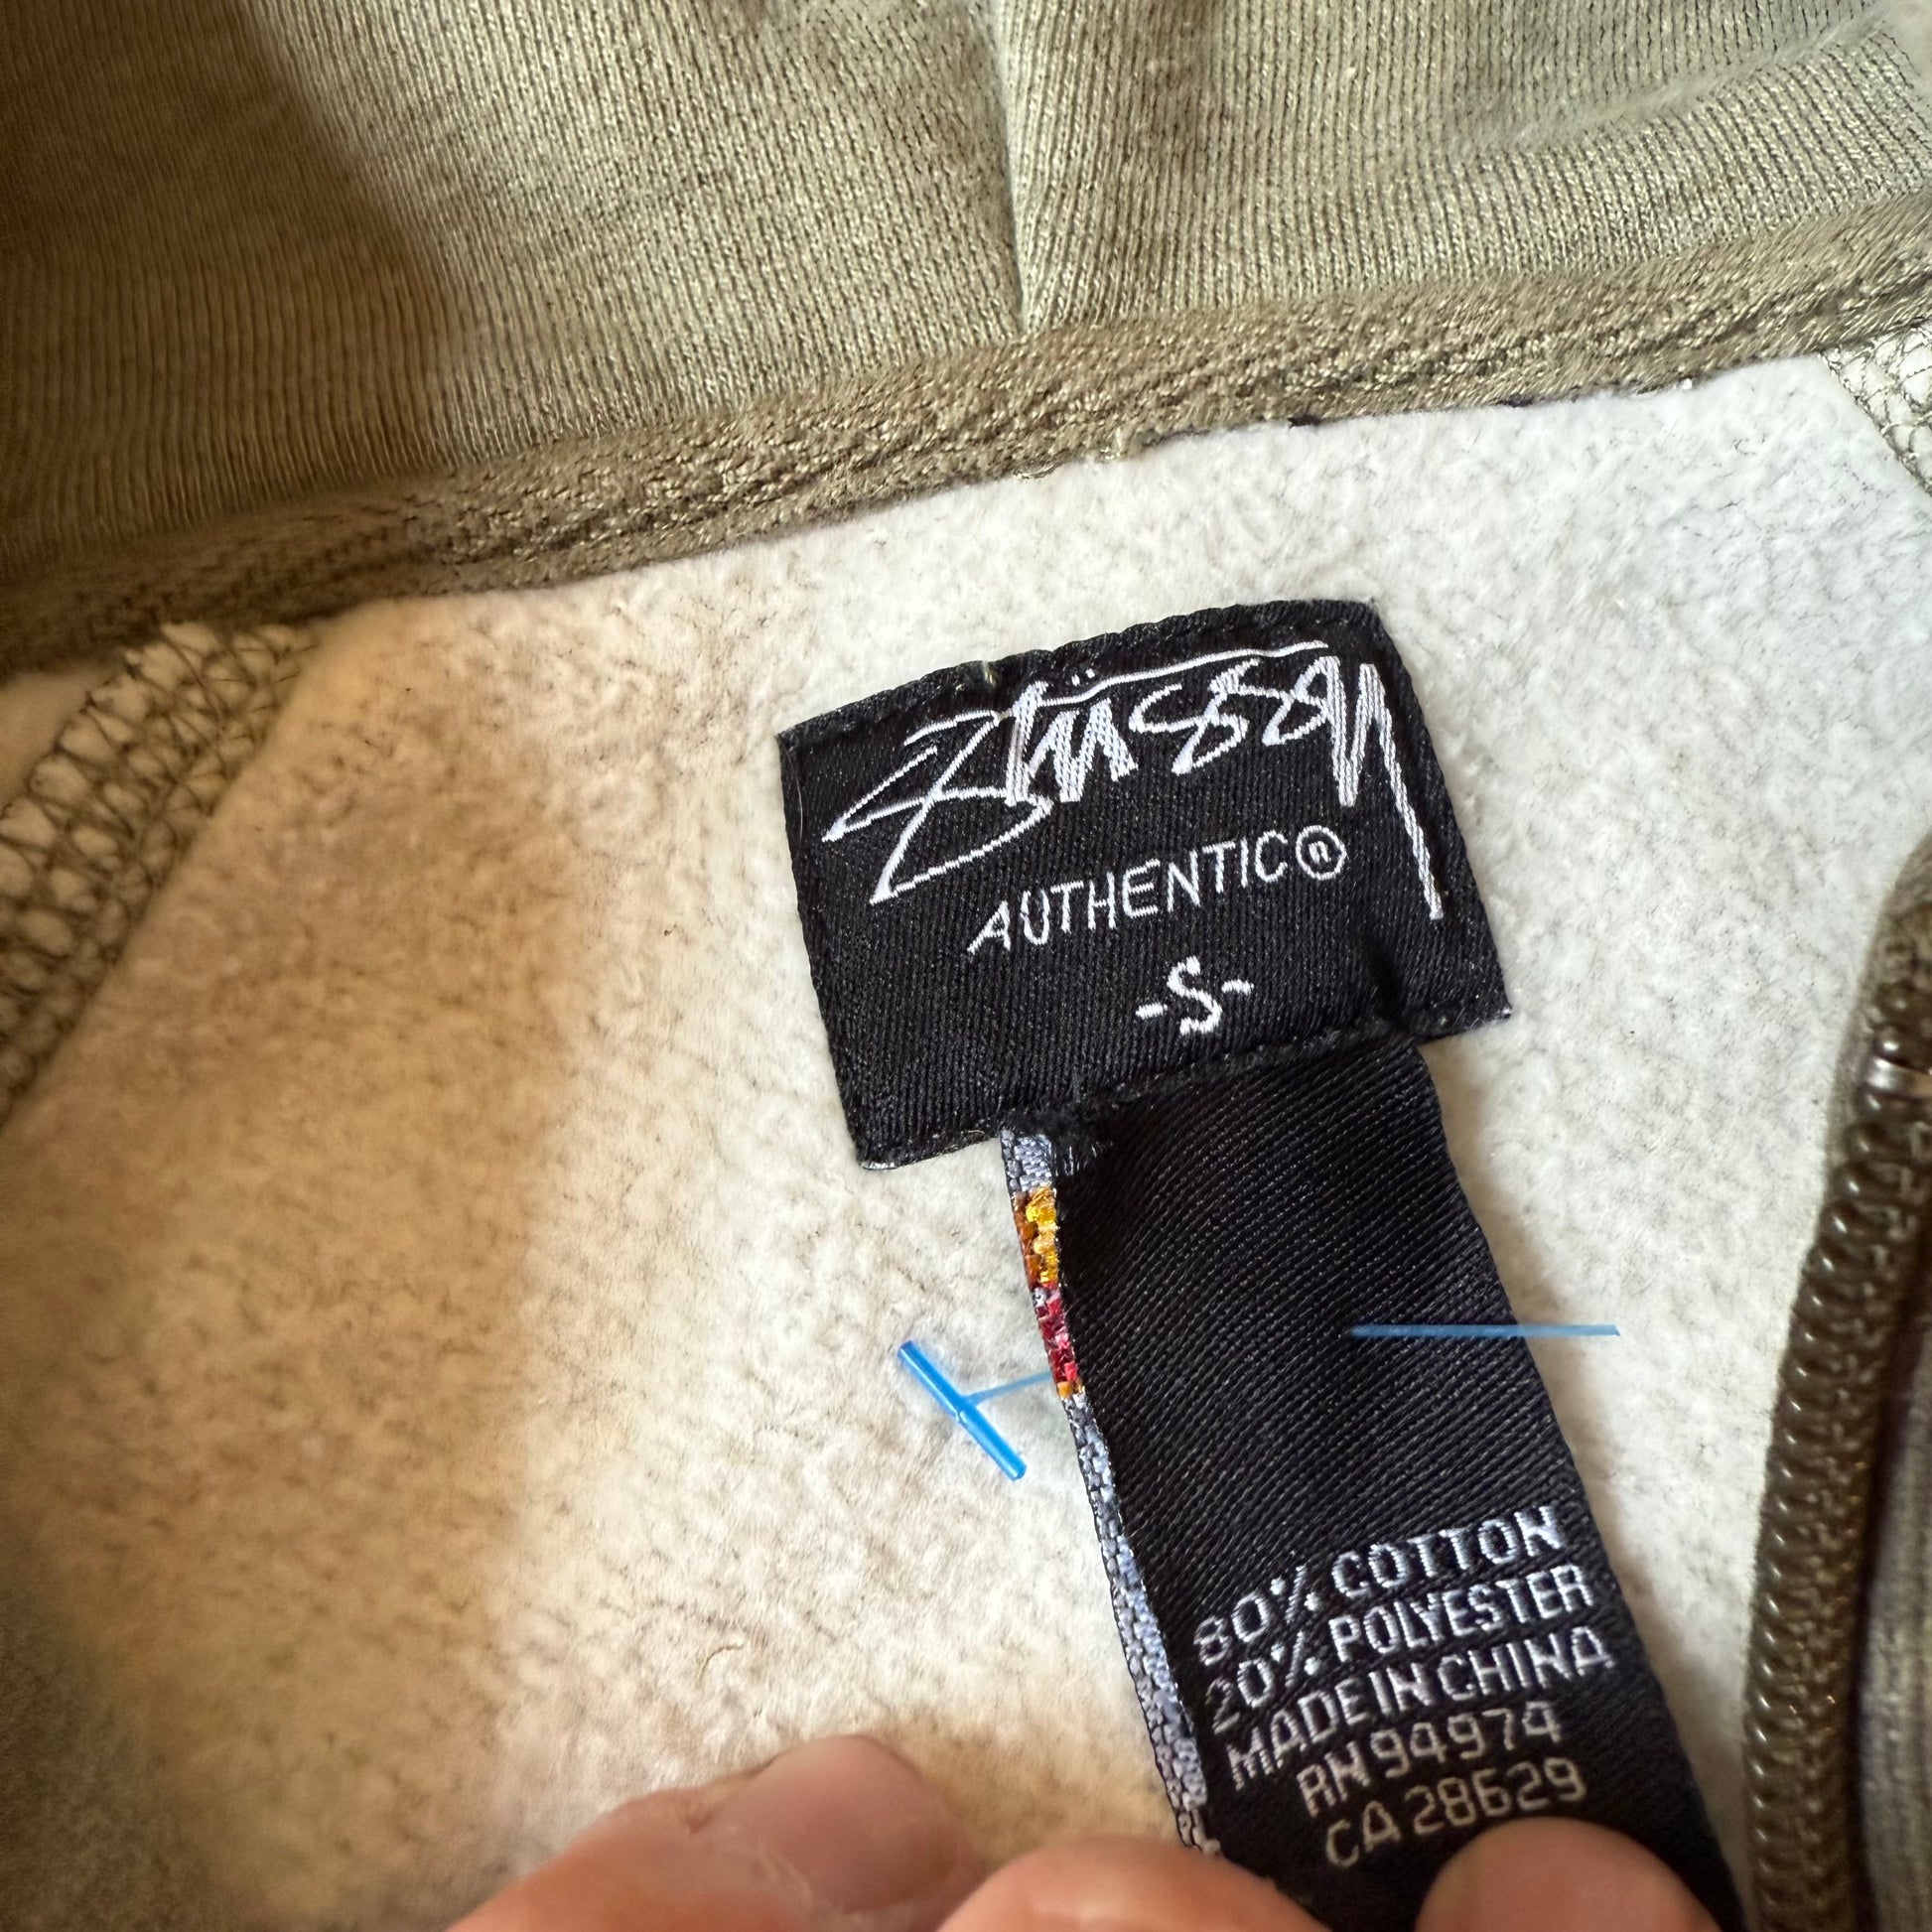 Stüssy
AUTHENTIC®
-S-
80% COTTON
20% POLYESTER
MADE IN CHINA
RN 94974
CA 28629